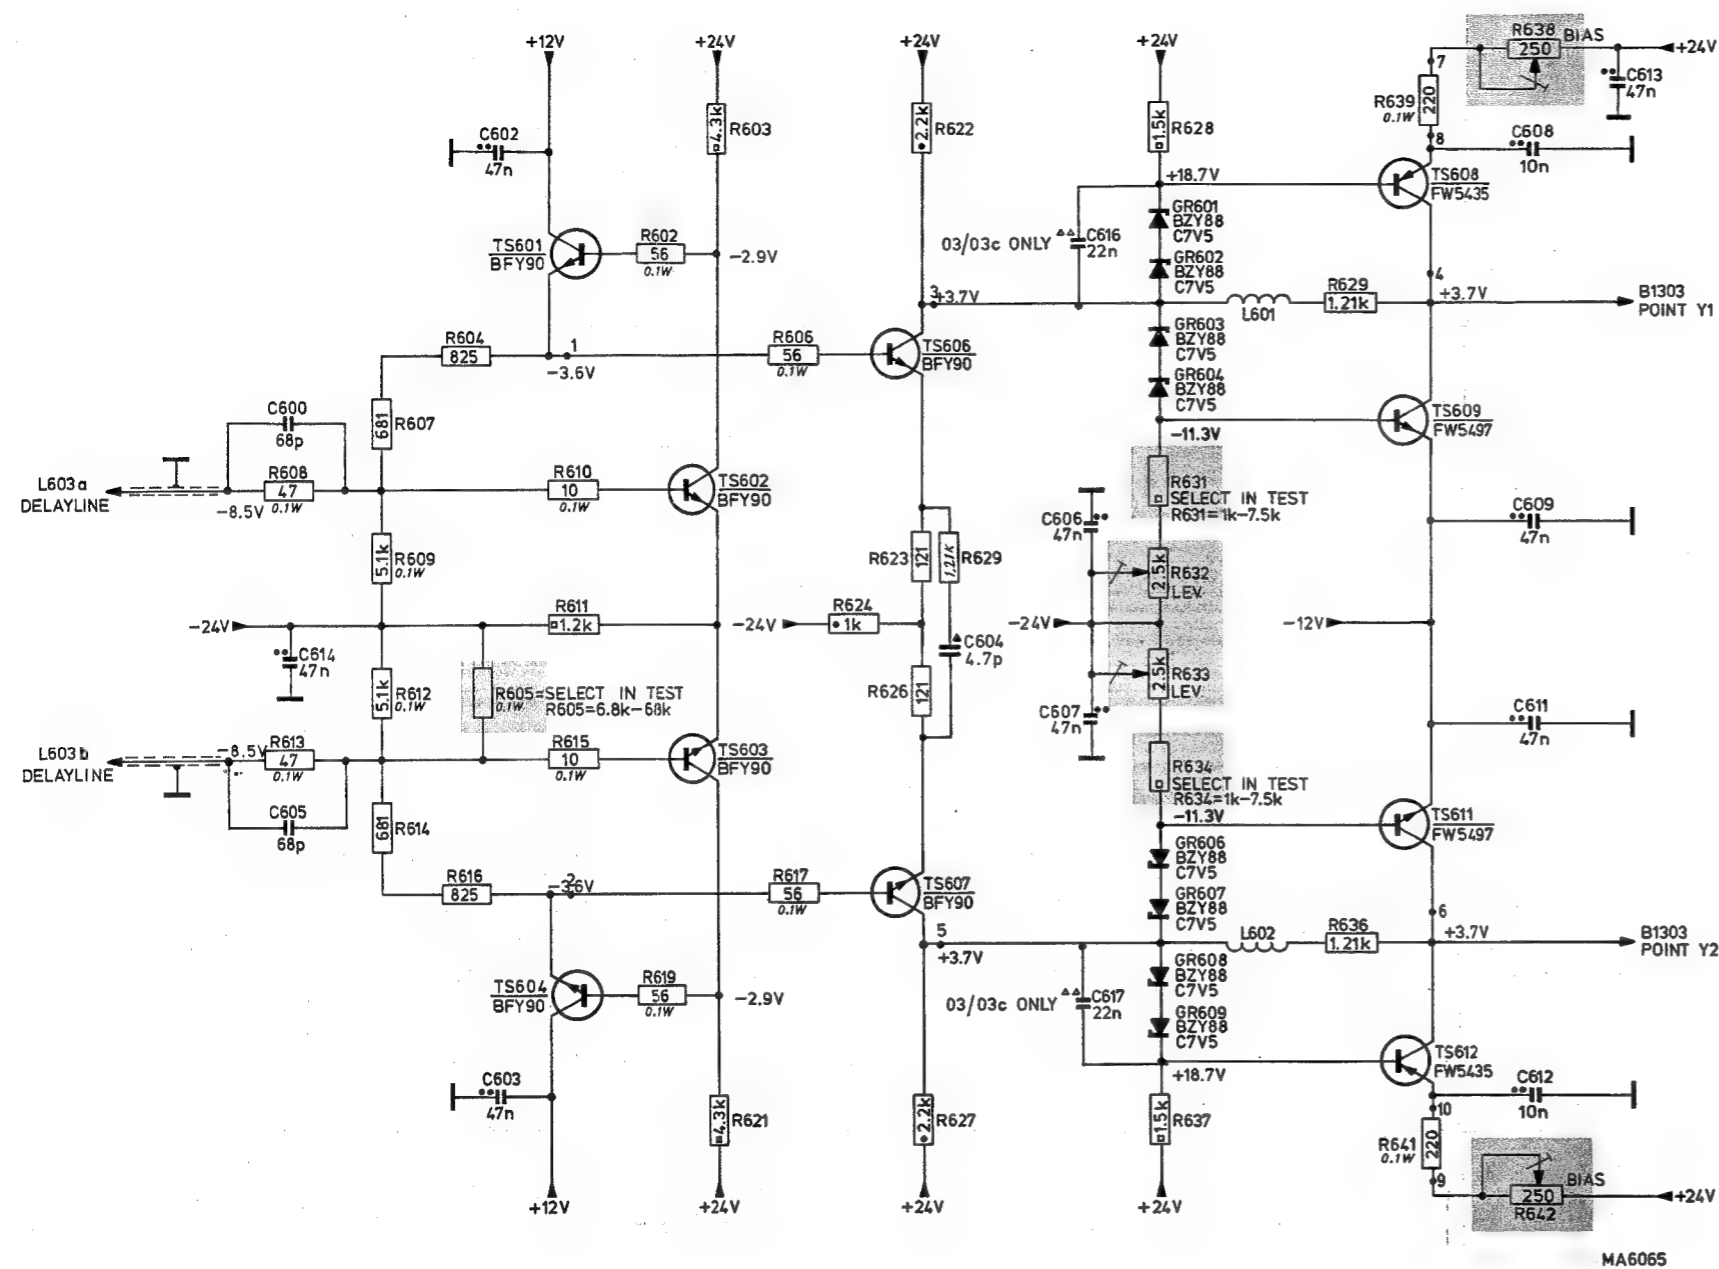 +12V
+24V
+24V
+24V
R638 BIAS
250
+24V
7
C613
47n
R639
0.1W
220
8
C608
10n
C602
47n
4.3k
R603
2.2k
R622
1.5k
R628
+18.7V
TS608
FW5435
TS601
BFY90
R602
56
0.1W
-2.9V
03/03c ONLY
C616
22n
GR601
BZY88
C7V5
GR602
BZY88
C7V5
4
3
+3.7V
L601
R629
1.21k
+3.7V
B1303
POINT Y1
R604
825
1
-3.6V
R606
56
0.1W
TS606
BFY90
GR603
BZY88
C7V5
GR604
BZY88
C7V5
TS609
FW5497
-11.3V
C600
68p
681
R607
L603a
DELAYLINE
R608
47
0.1W
-8.5V
R610
10
0.1W
TS602
BFY90
R631
SELECT IN TEST
R631=1k-7.5k
C606
47n
C609
47n
5.1k
R609
0.1W
R623
121
1.21K
R629
2.5k
R632
LEV
-24V
R611
1.2k
-24V
R624
1k
-24V
-12V
C614
47n
C604
4.7p
5.1k
R612
0.1W
R605=SELECT IN TEST
0.1W
R605=6.8k-68k
R626
121
2.5k
R633
LEV
C607
47n
C611
47n
L603b
DELAYLINE
-8.5V
R613
47
0.1W
R615
10
0.1W
TS603
BFY90
R634
SELECT IN TEST
R634=1k-7.5k
-11.3V
C605
68p
681
R614
TS611
FW5497
R616
825
2
-3.6V
R617
56
0.1W
TS607
BFY90
GR606
BZY88
C7V5
GR607
BZY88
C7V5
6
5
+3.7V
L602
R636
1.21k
+3.7V
B1303
POINT Y2
TS604
BFY90
R619
56
0.1W
-2.9V
03/03c ONLY
C617
22n
GR608
BZY88
C7V5
GR609
BZY88
C7V5
+18.7V
TS612
FW5435
C603
47n
4.3k
R621
2.2k
R627
1.5k
R637
C612
10n
10
R641
0.1W
220
9
BIAS
250
R642
+24V
+12V
+24V
+24V
+24V
MA6065